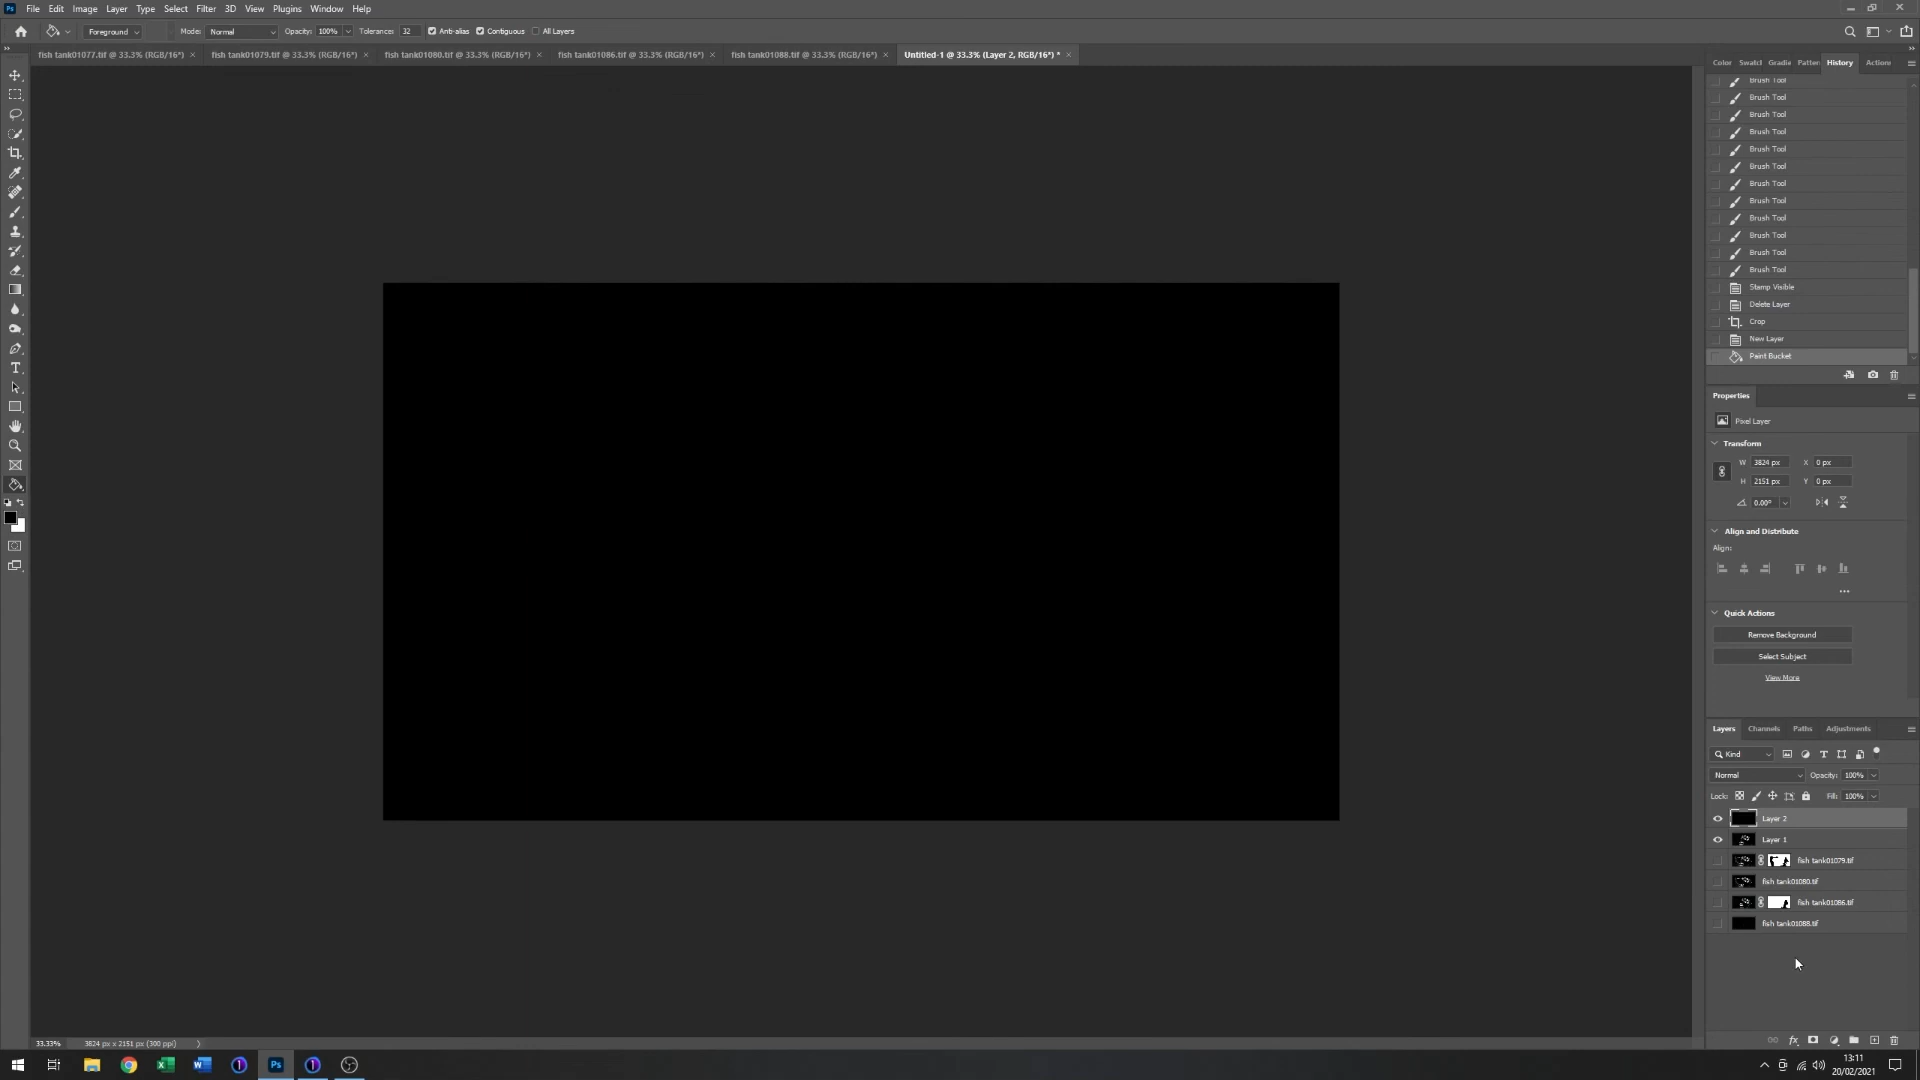 Ps File Edit Image Layer Type Select Filter 3D View Plugins Window Help
Foreground Mode: Normal Opacity: 100% Tolerance: 32 Anti-alias Contiguous All Layers
fish tank01077.tif @ 33.3% (RGB/16*) × fish tank01079.tif @ 33.3% (RGB/16*) × fish tank01080.tif @ 33.3% (RGB/16*) × fish tank01086.tif @ 33.3% (RGB/16*) × fish tank01088.tif @ 33.3% (RGB/16*) × Untitled-1 @ 33.3% (Layer 2, RGB/16*) * ×
Color Swatcl Gradie Patter History Action
Brush Tool
Brush Tool
Brush Tool
Brush Tool
Brush Tool
Brush Tool
Brush Tool
Brush Tool
Brush Tool
Brush Tool
Brush Tool
Brush Tool
Stamp Visible
Delete Layer
Crop
New Layer
Paint Bucket
Properties
Pixel Layer
Transform
W 3824 px X 0 px
H 2151 px Y 0 px
0.00°
Align and Distribute
Align:
Quick Actions
Remove Background
Select Subject
View More
Layers Channels Paths Adjustments
Kind
Normal Opacity: 100%
Lock: Fill: 100%
Layer 2
Layer 1
fish tank01079.tif
fish tank01080.tif
fish tank01086.tif
fish tank01088.tif
33.33% 3824 px x 2151 px (300 ppi)
13:11
20/02/2021